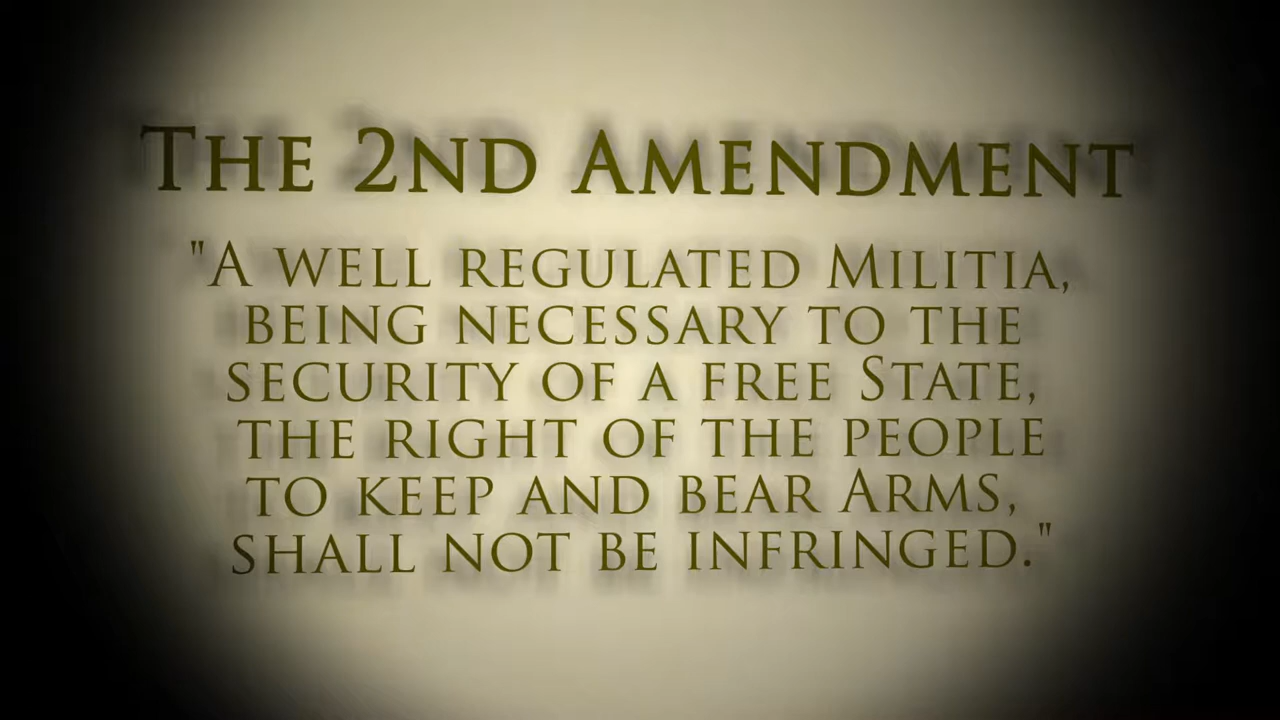 The 2nd Amendment
"A well regulated Militia,
being necessary to the
security of a free State,
the right of the people
to keep and bear Arms,
shall not be infringed."